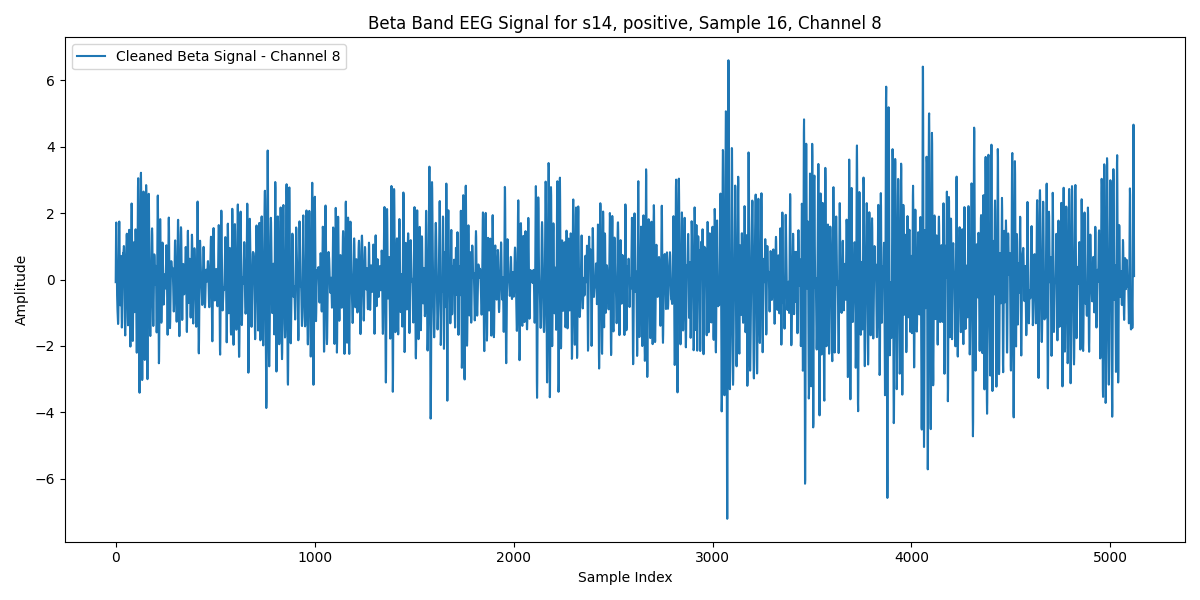 Beta Band EEG Signal for s14, positive, Sample 16, Channel 8
Cleaned Beta Signal - Channel 8
Amplitude
6
4
2
0
−2
−4
−6
0 1000 2000 3000 4000 5000
Sample Index